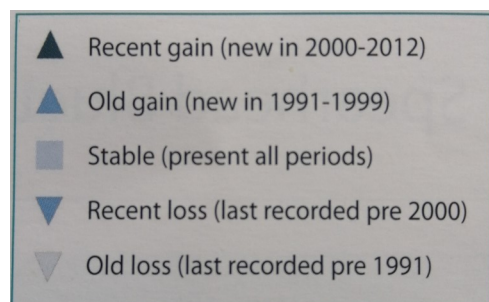 Recent gain (new in 2000-2012)
Old gain (new in 1991-1999)
Stable (present all periods)
Recent loss (last recorded pre 2000)
Old loss (last recorded pre 1991)